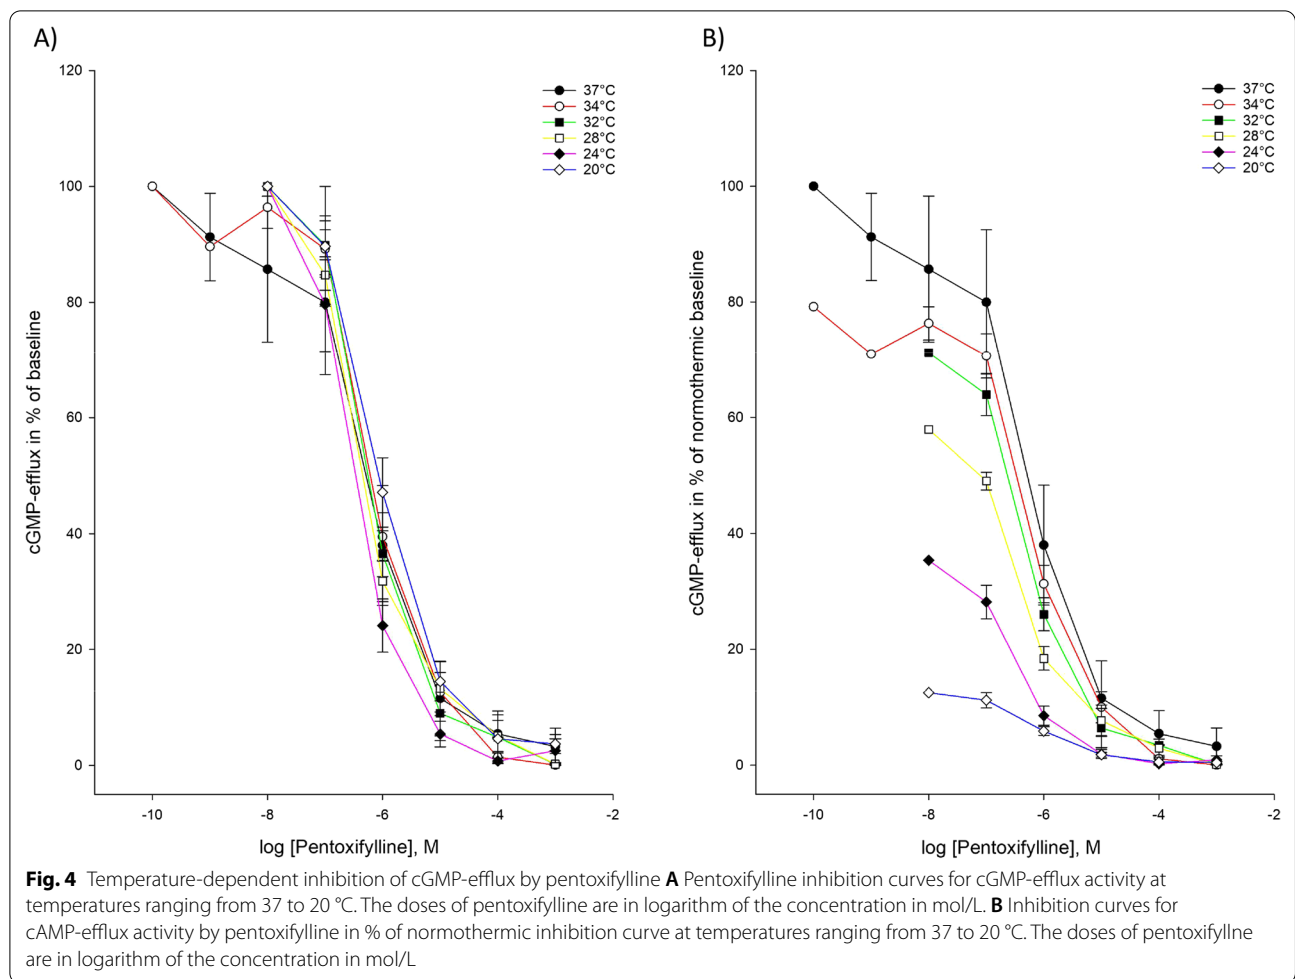 A)
120
100
80
60
40
20
0
cGMP-efflux in % of baseline
37°C
34°C
32°C
28°C
24°C
20°C
-10
-8
-6
-4
-2
log [Pentoxifylline], M
B)
120
100
80
60
40
20
0
cGMP-efflux in % of normothermic baseline
37°C
34°C
32°C
28°C
24°C
20°C
-10
-8
-6
-4
-2
log [Pentoxifylline], M
Fig. 4 Temperature-dependent inhibition of cGMP-efflux by pentoxifylline A Pentoxifylline inhibition curves for cGMP-efflux activity at
temperatures ranging from 37 to 20 °C. The doses of pentoxifylline are in logarithm of the concentration in mol/L. B Inhibition curves for
cAMP-efflux activity by pentoxifylline in % of normothermic inhibition curve at temperatures ranging from 37 to 20 °C. The doses of pentoxifyllne
are in logarithm of the concentration in mol/L